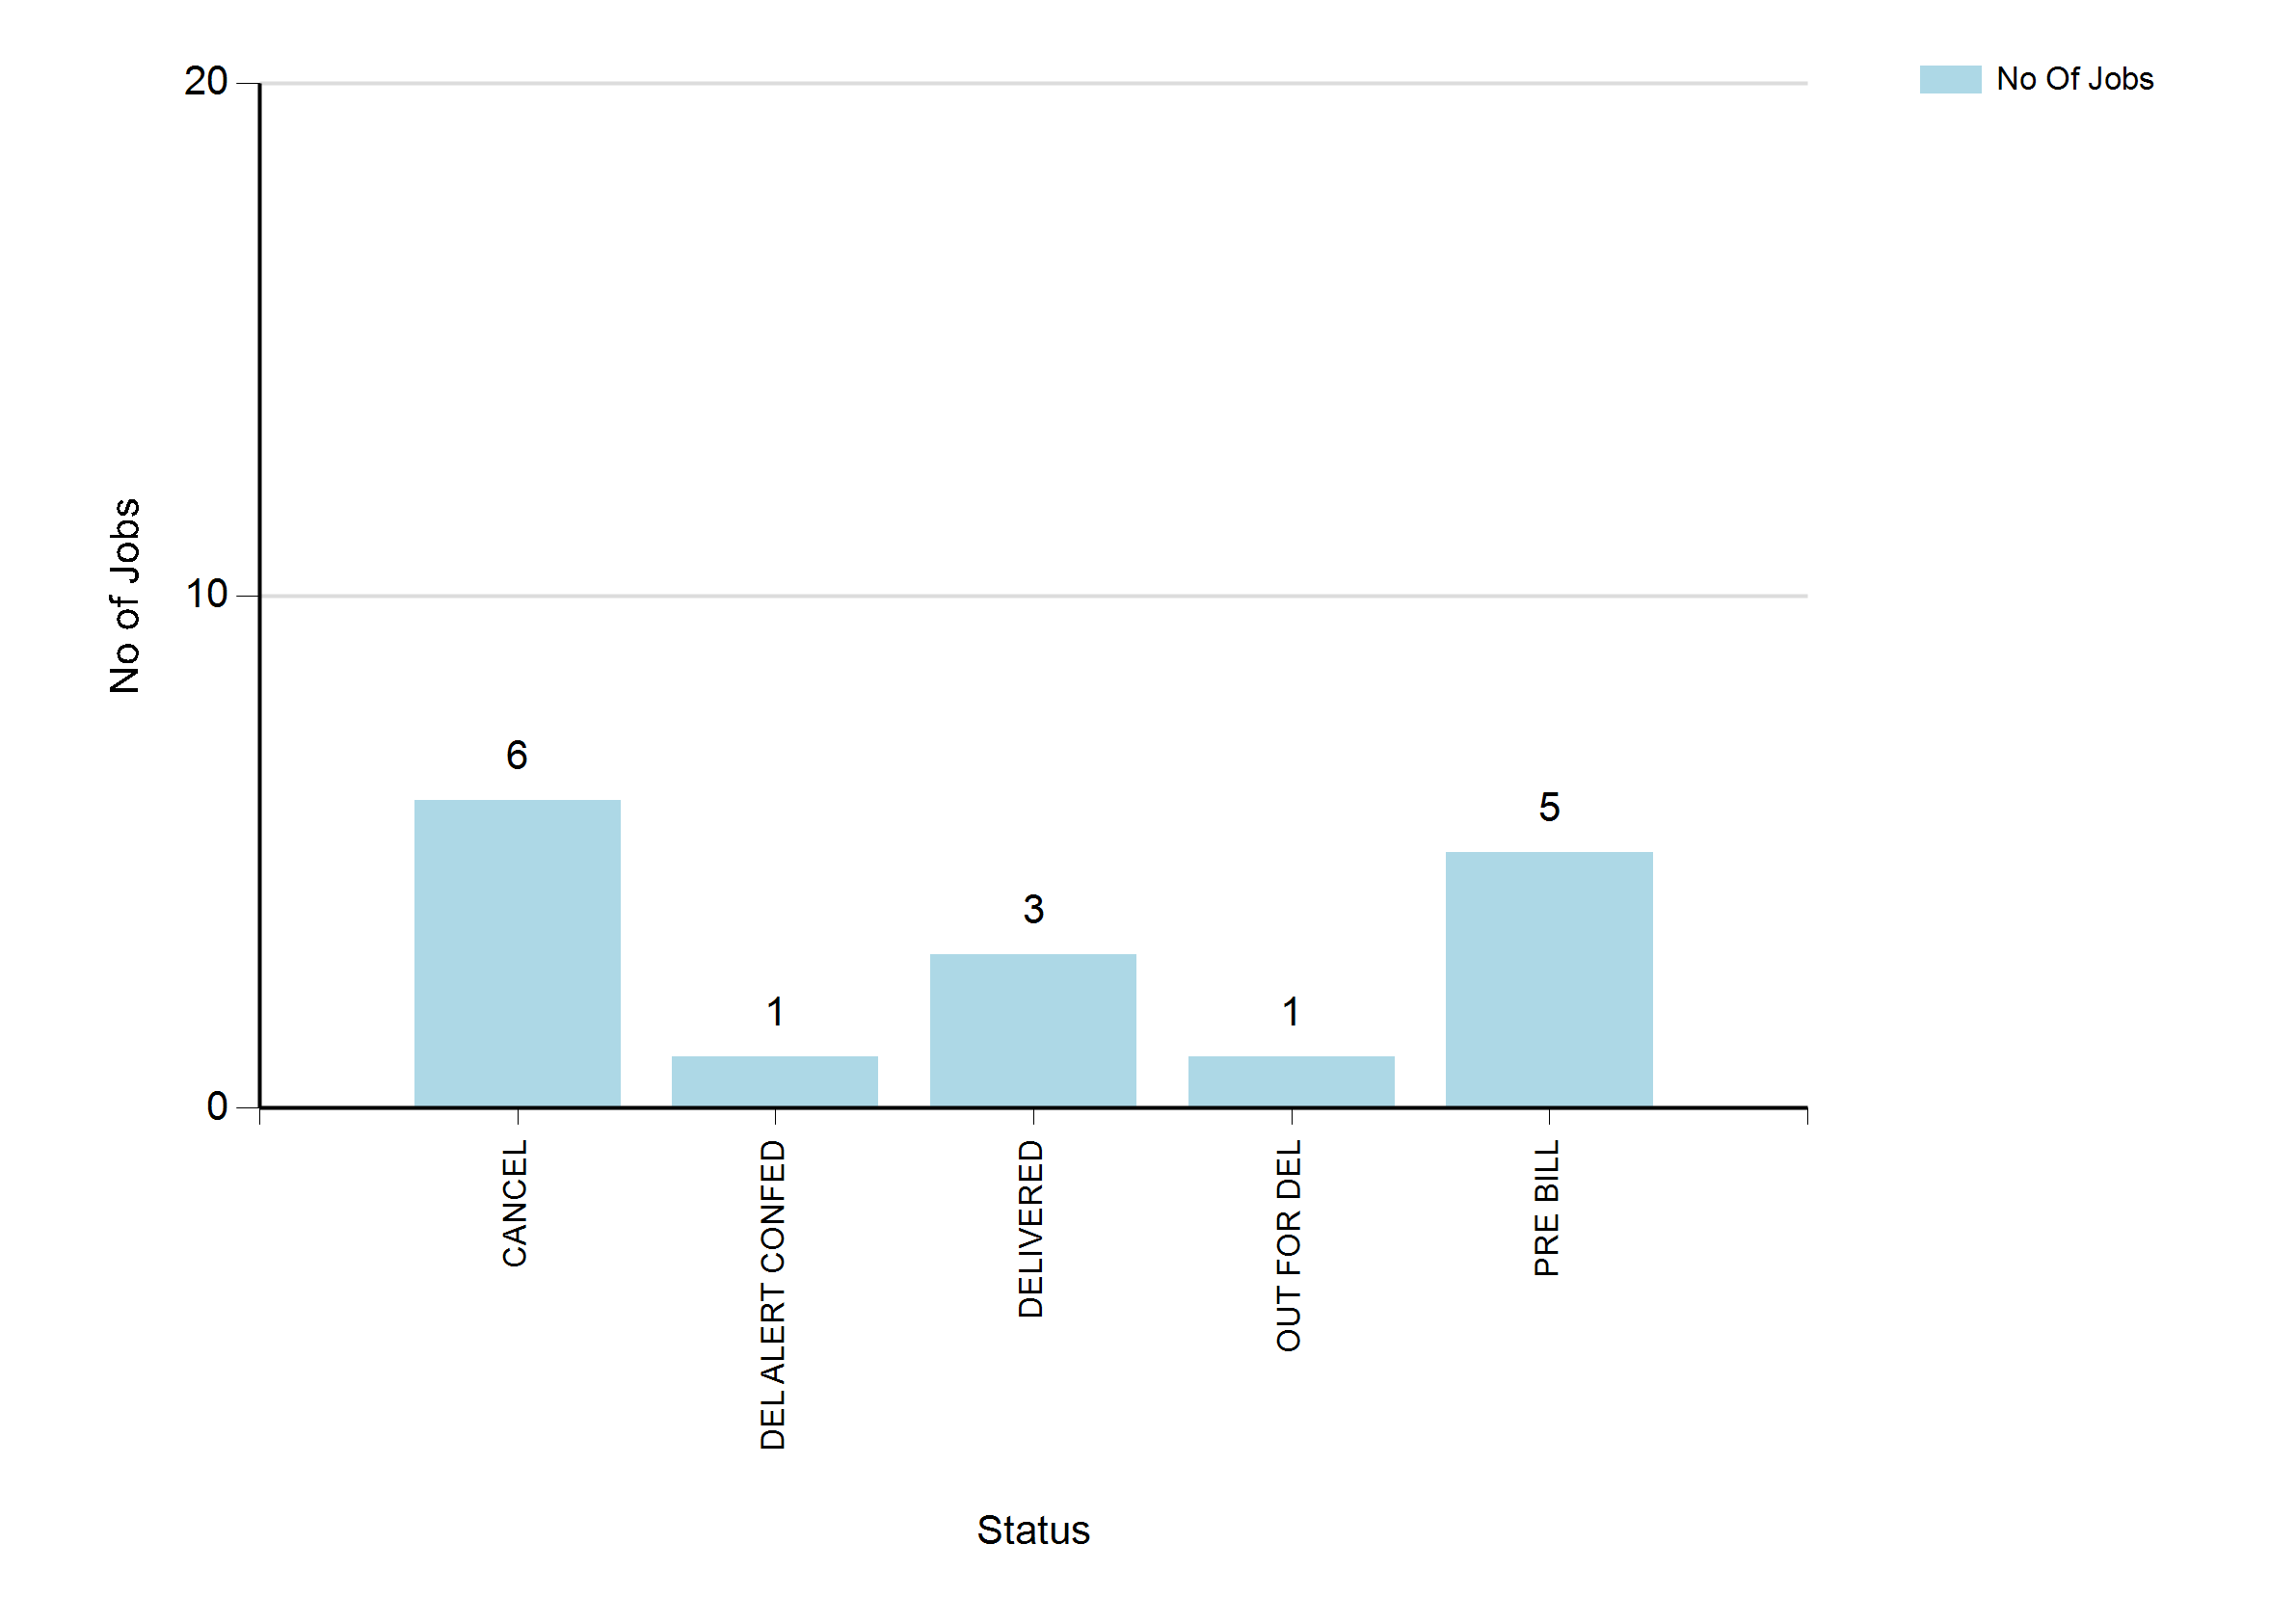 20
No Of Jobs
10
No of Jobs
6
5
3
1
1
0
CANCEL
DEL ALERT CONFED
DELIVERED
OUT FOR DEL
PRE BILL
Status